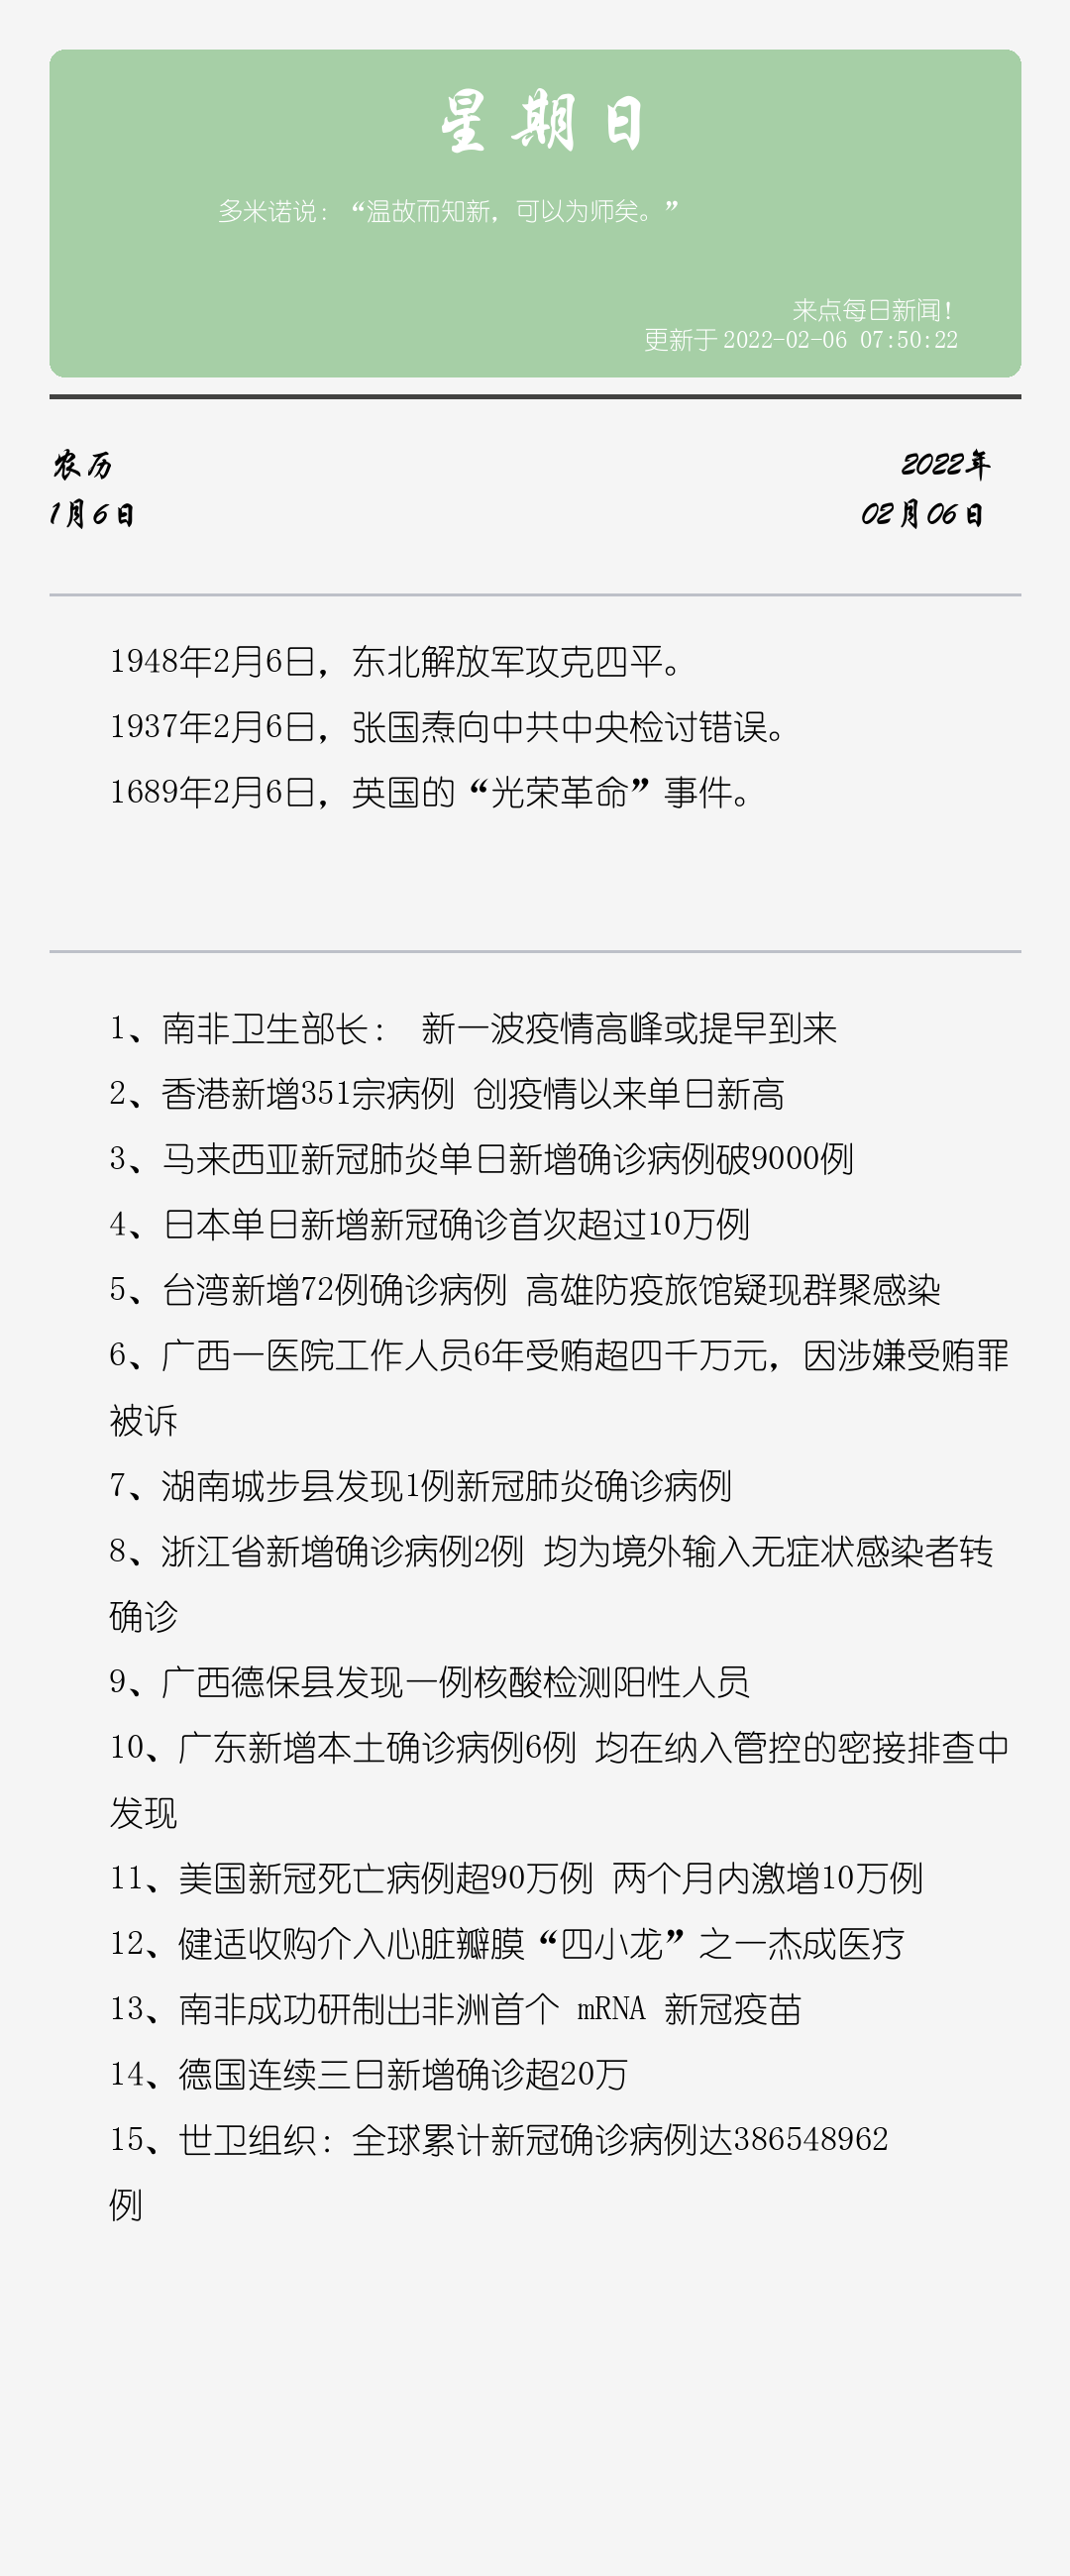 星期日
多米诺说：“温故而知新，可以为师矣。”
来点每日新闻！
更新于 2022-02-06 07:50:22
农历
2022年
1月6日
02月06日
1948年2月6日，东北解放军攻克四平。
1937年2月6日，张国焘向中共中央检讨错误。
1689年2月6日，英国的“光荣革命”事件。
1、南非卫生部长： 新一波疫情高峰或提早到来
2、香港新增351宗病例 创疫情以来单日新高
3、马来西亚新冠肺炎单日新增确诊病例破9000例
4、日本单日新增新冠确诊首次超过10万例
5、台湾新增72例确诊病例 高雄防疫旅馆疑现群聚感染
6、广西一医院工作人员6年受贿超四千万元，因涉嫌受贿罪
被诉
7、湖南城步县发现1例新冠肺炎确诊病例
8、浙江省新增确诊病例2例 均为境外输入无症状感染者转
确诊
9、广西德保县发现一例核酸检测阳性人员
10、广东新增本土确诊病例6例 均在纳入管控的密接排查中
发现
11、美国新冠死亡病例超90万例 两个月内激增10万例
12、健适收购介入心脏瓣膜“四小龙”之一杰成医疗
13、南非成功研制出非洲首个 mRNA 新冠疫苗
14、德国连续三日新增确诊超20万
15、世卫组织：全球累计新冠确诊病例达386548962
例